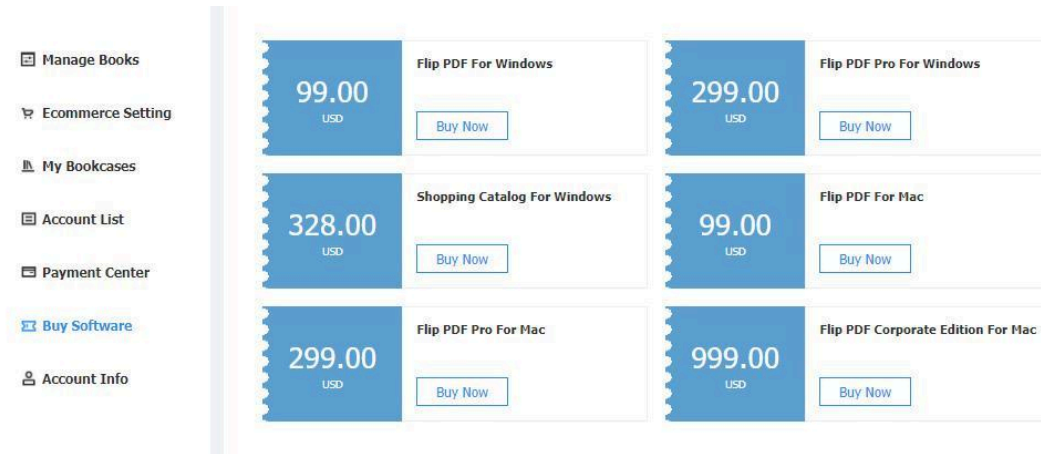 Manage Books
Ecommerce Setting
My Bookcases
Account List
Payment Center
Buy Software
Account Info
99.00
USD
Flip PDF For Windows
Buy Now
299.00
USD
Flip PDF Pro For Windows
Buy Now
328.00
USD
Shopping Catalog For Windows
Buy Now
99.00
USD
Flip PDF For Mac
Buy Now
299.00
USD
Flip PDF Pro For Mac
Buy Now
999.00
USD
Flip PDF Corporate Edition For Mac
Buy Now